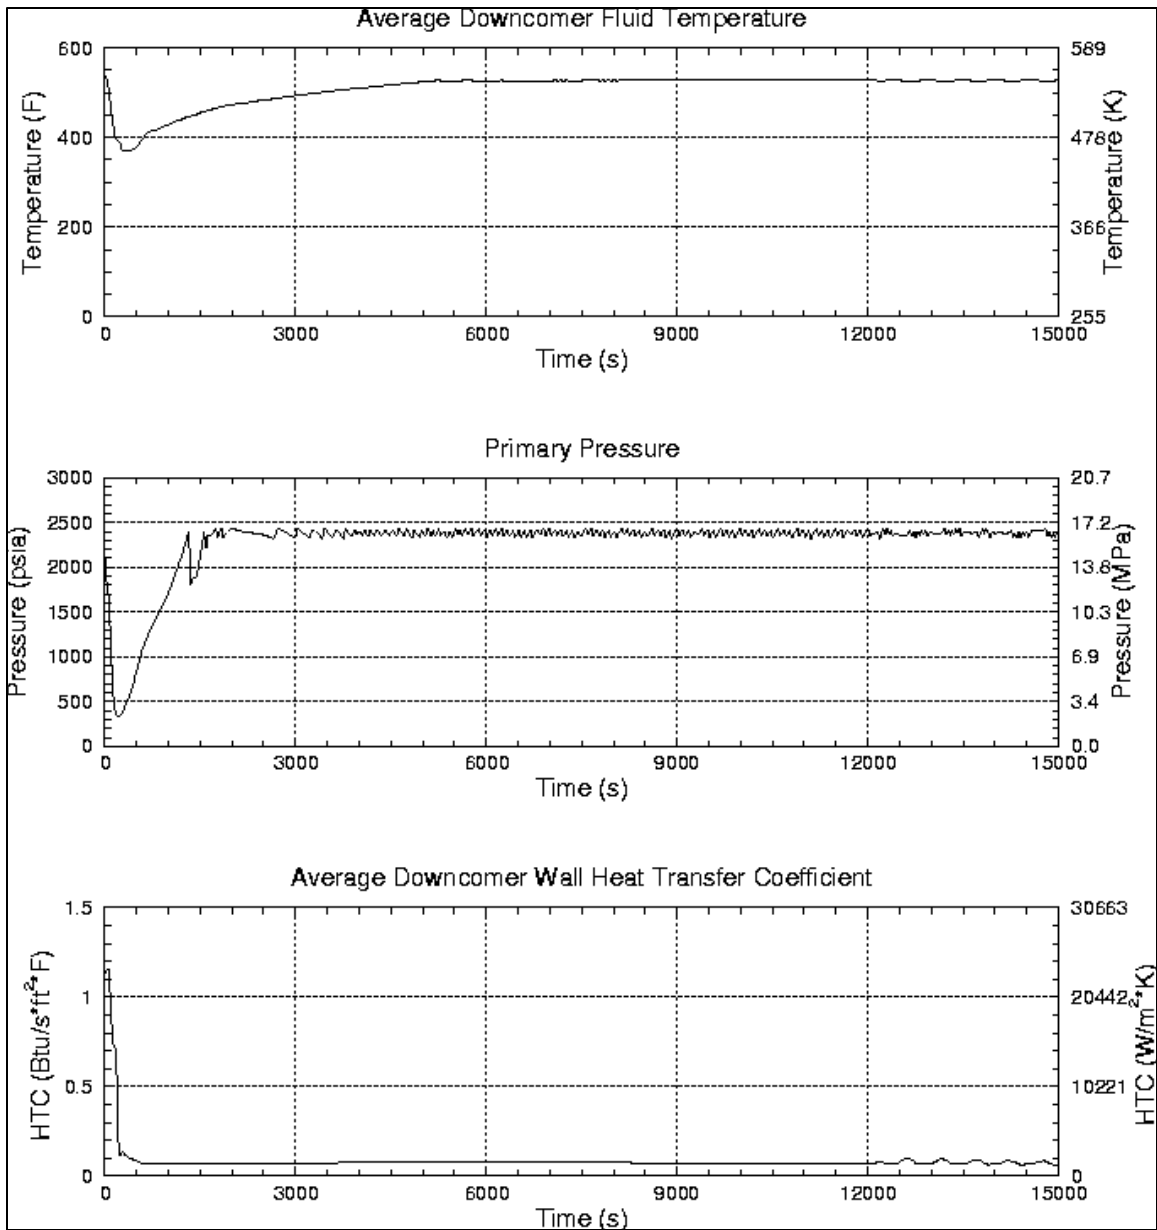 Average Downcomer Fluid Temperature
600
400
200
0
589
478
366
255
Temperature (F)
Temperature (K)
0 3000 6000 9000 12000 15000
Time (s)
Primary Pressure
3000
2500
2000
1500
1000
500
0
20.7
17.2
13.8
10.3
6.9
3.4
0.0
Pressure (psia)
Pressure (MPa)
0 3000 6000 9000 12000 15000
Time (s)
Average Downcomer Wall Heat Transfer Coefficient
1.5
1
0.5
0
30663
20442
10221
0
HTC (Btu/s*ft²*F)
HTC (W/m²*K)
0 3000 6000 9000 12000 15000
Time (s)